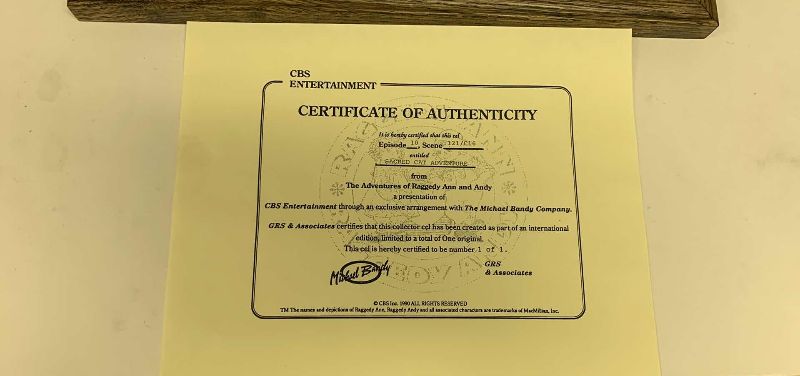 CBS
ENTERTAINMENT
CERTIFICATE OF AUTHENTICITY
It is hereby certified that this cel
Episode 10, Scene 121/C16
entitled
SACRED CAT ADVENTURE
from
The Adventures of Raggedy Ann and Andy
a presentation of
CBS Entertainment through an exclusive arrangement with The Michael Bandy Company.
GRS & Associates certifies that this collector cel has been created as part of an international
edition, limited to a total of One original.
This cel is hereby certified to be number 1 of 1.
Michael Bandy
GRS
& Associates
© CBS Inc. 1990 ALL RIGHTS RESERVED
TM The names and depictions of Raggedy Ann, Raggedy Andy and all associated characters are trademarks of MacMillan, Inc.